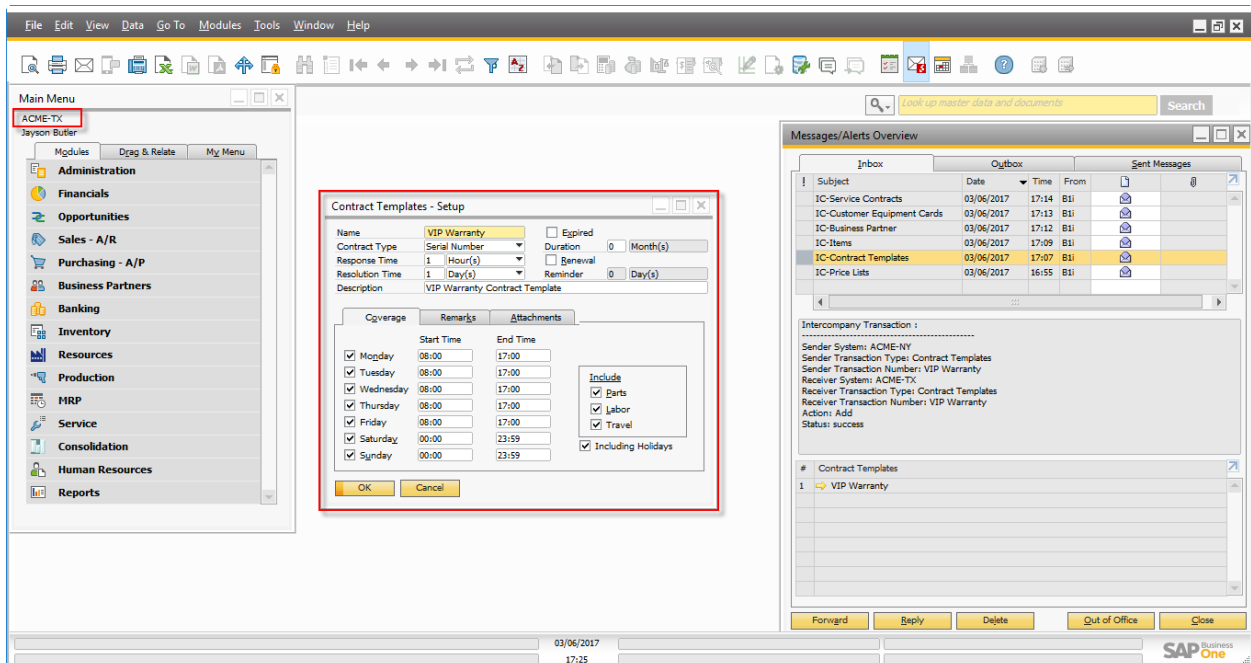 File Edit View Data Go To Modules Tools Window Help
Main Menu
ACME-TX
Jayson Butler
Modules Drag & Relate My Menu
Administration
Financials
Opportunities
Sales - A/R
Purchasing - A/P
Business Partners
Banking
Inventory
Resources
Production
MRP
Service
Consolidation
Human Resources
Reports
Contract Templates - Setup
Name VIP Warranty Expired
Contract Type Serial Number Duration 0 Month(s)
Response Time 1 Hour(s) Renewal
Resolution Time 1 Day(s) Reminder 0 Day(s)
Description VIP Warranty Contract Template
Coverage Remarks Attachments
Start Time End Time
Monday 08:00 17:00
Tuesday 08:00 17:00
Wednesday 08:00 17:00
Thursday 08:00 17:00
Friday 08:00 17:00
Saturday 00:00 23:59
Sunday 00:00 23:59
Include
Parts
Labor
Travel
Including Holidays
OK Cancel
Look up master data and documents Search
Messages/Alerts Overview
Inbox Outbox Sent Messages
! Subject Date Time From
IC-Service Contracts 03/06/2017 17:14 B1i
IC-Customer Equipment Cards 03/06/2017 17:13 B1i
IC-Business Partner 03/06/2017 17:12 B1i
IC-Items 03/06/2017 17:09 B1i
IC-Contract Templates 03/06/2017 17:07 B1i
IC-Price Lists 03/06/2017 16:55 B1i
Intercompany Transaction :
------------------------------------------------
Sender System: ACME-NY
Sender Transaction Type: Contract Templates
Sender Transaction Number: VIP Warranty
Receiver System: ACME-TX
Receiver Transaction Type: Contract Templates
Receiver Transaction Number: VIP Warranty
Action: Add
Status: success
# Contract Templates
1 VIP Warranty
Forward Reply Delete Out of Office Close
03/06/2017
17:25
SAP Business One